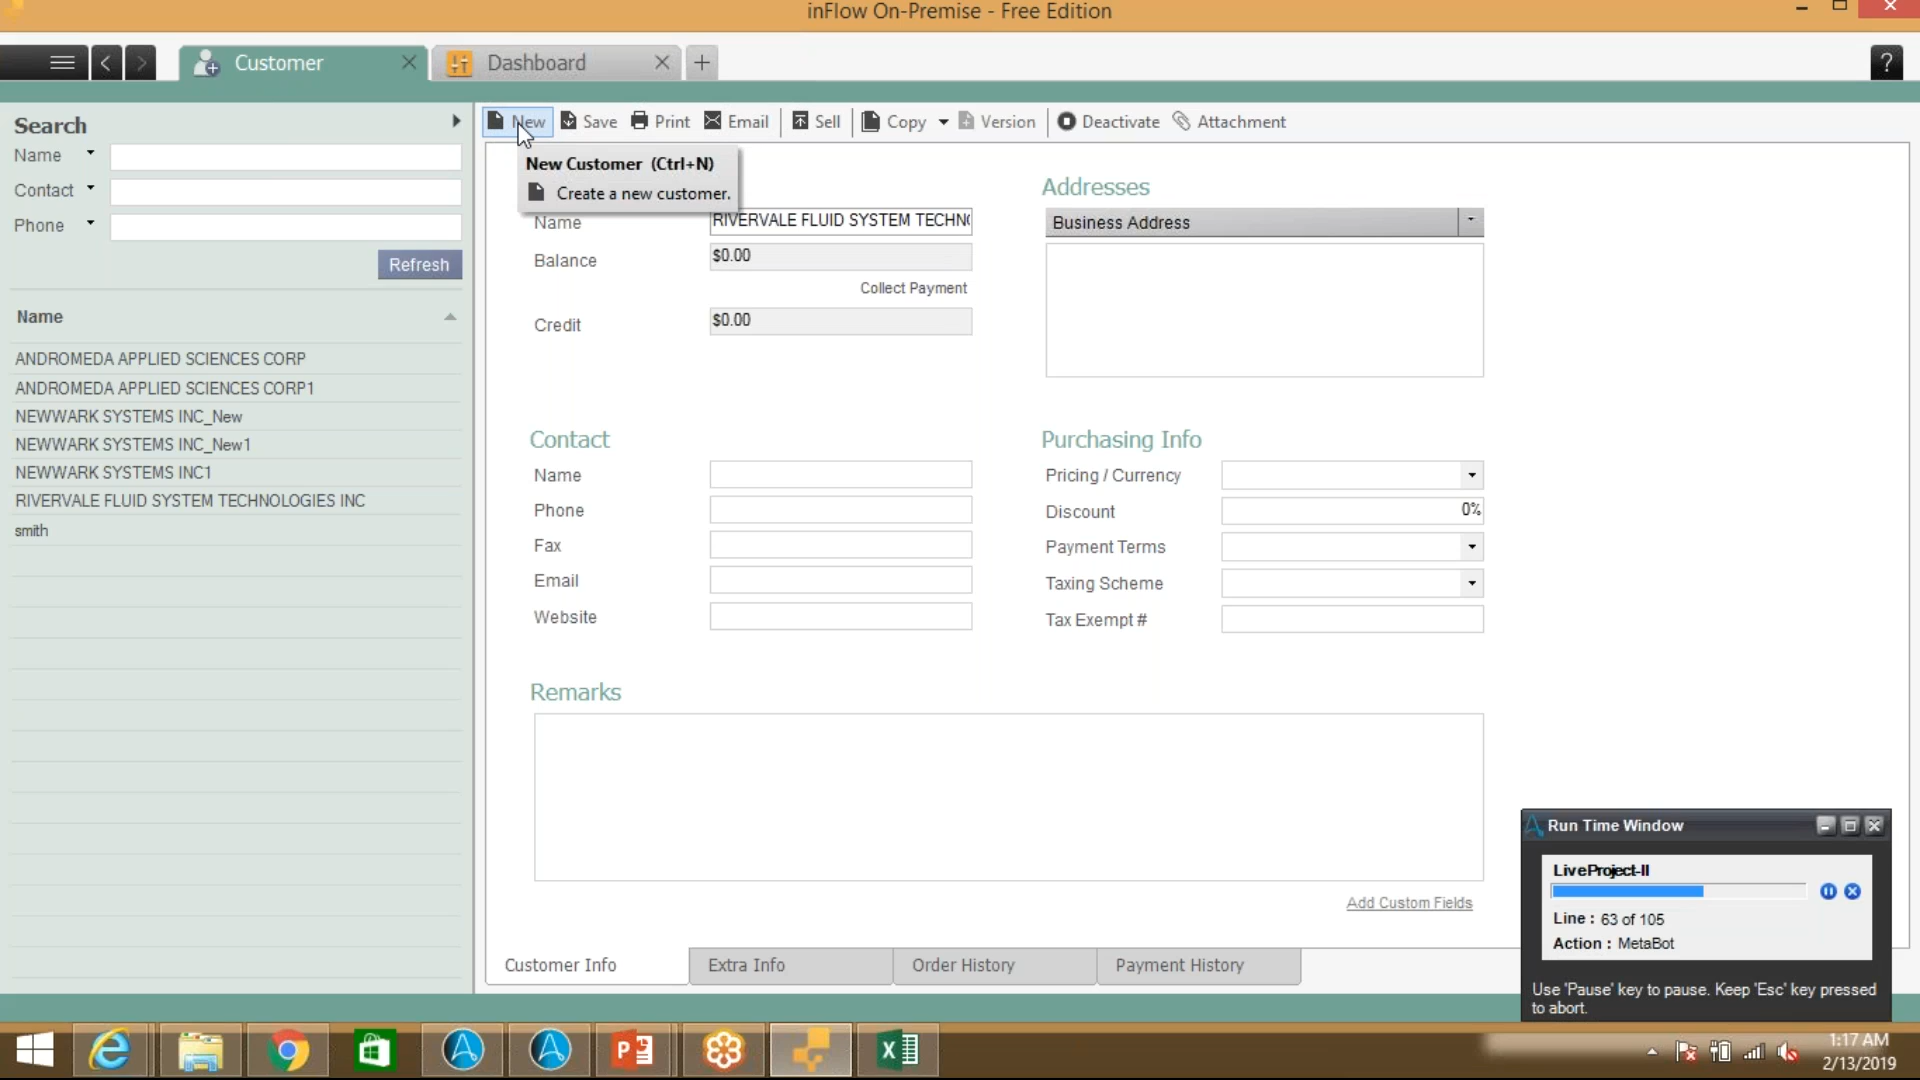 inFlow On-Premise - Free Edition
Customer
Dashboard
?
Search
Name
Contact
Phone
Refresh
Name
ANDROMEDA APPLIED SCIENCES CORP
ANDROMEDA APPLIED SCIENCES CORP1
NEWWARK SYSTEMS INC_New
NEWWARK SYSTEMS INC_New1
NEWWARK SYSTEMS INC1
RIVERVALE FLUID SYSTEM TECHNOLOGIES INC
smith
New Save Print Email Sell Copy Version Deactivate Attachment
New Customer (Ctrl+N)
Create a new customer.
Name RIVERVALE FLUID SYSTEM TECHN
Balance $0.00
Collect Payment
Credit $0.00
Addresses
Business Address
Contact
Name
Phone
Fax
Email
Website
Purchasing Info
Pricing / Currency
Discount 0%
Payment Terms
Taxing Scheme
Tax Exempt #
Remarks
Add Custom Fields
Customer Info Extra Info Order History Payment History
Run Time Window
LiveProject-II
Line : 63 of 105
Action : MetaBot
Use 'Pause' key to pause. Keep 'Esc' key pressed
to abort.
1:17 AM
2/13/2019